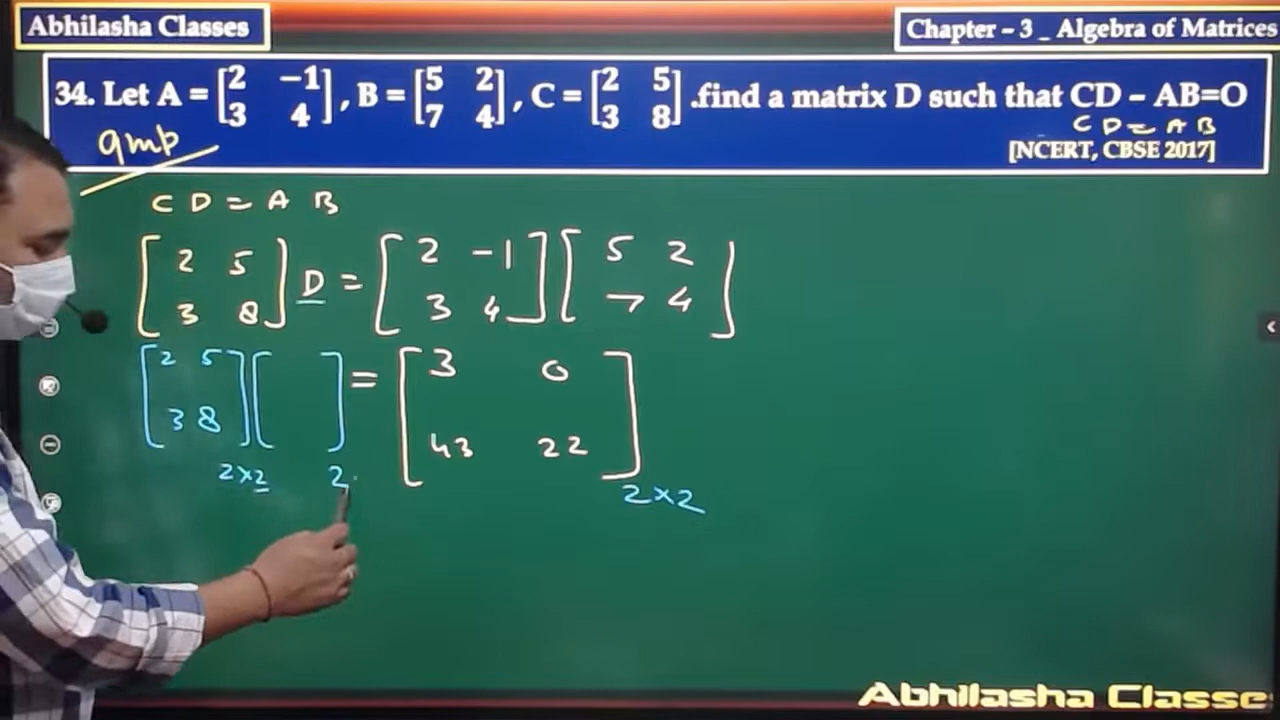 Abhilasha Classes
Chapter – 3 _ Algebra of Matrices
34. Let A = [2 −1 3 4] , B = [5 2 7 4] , C = [2 5 3 8] .find a matrix D such that CD – AB=O
CD = AB
Imp
[NCERT, CBSE 2017]
CD = AB
[2 5 3 8] D = [2 -1 3 4] [5 2 7 4]
[2 5 3 8] [ ] = [3 0 43 22]
2×2 2 2×2
Abhilasha Classe